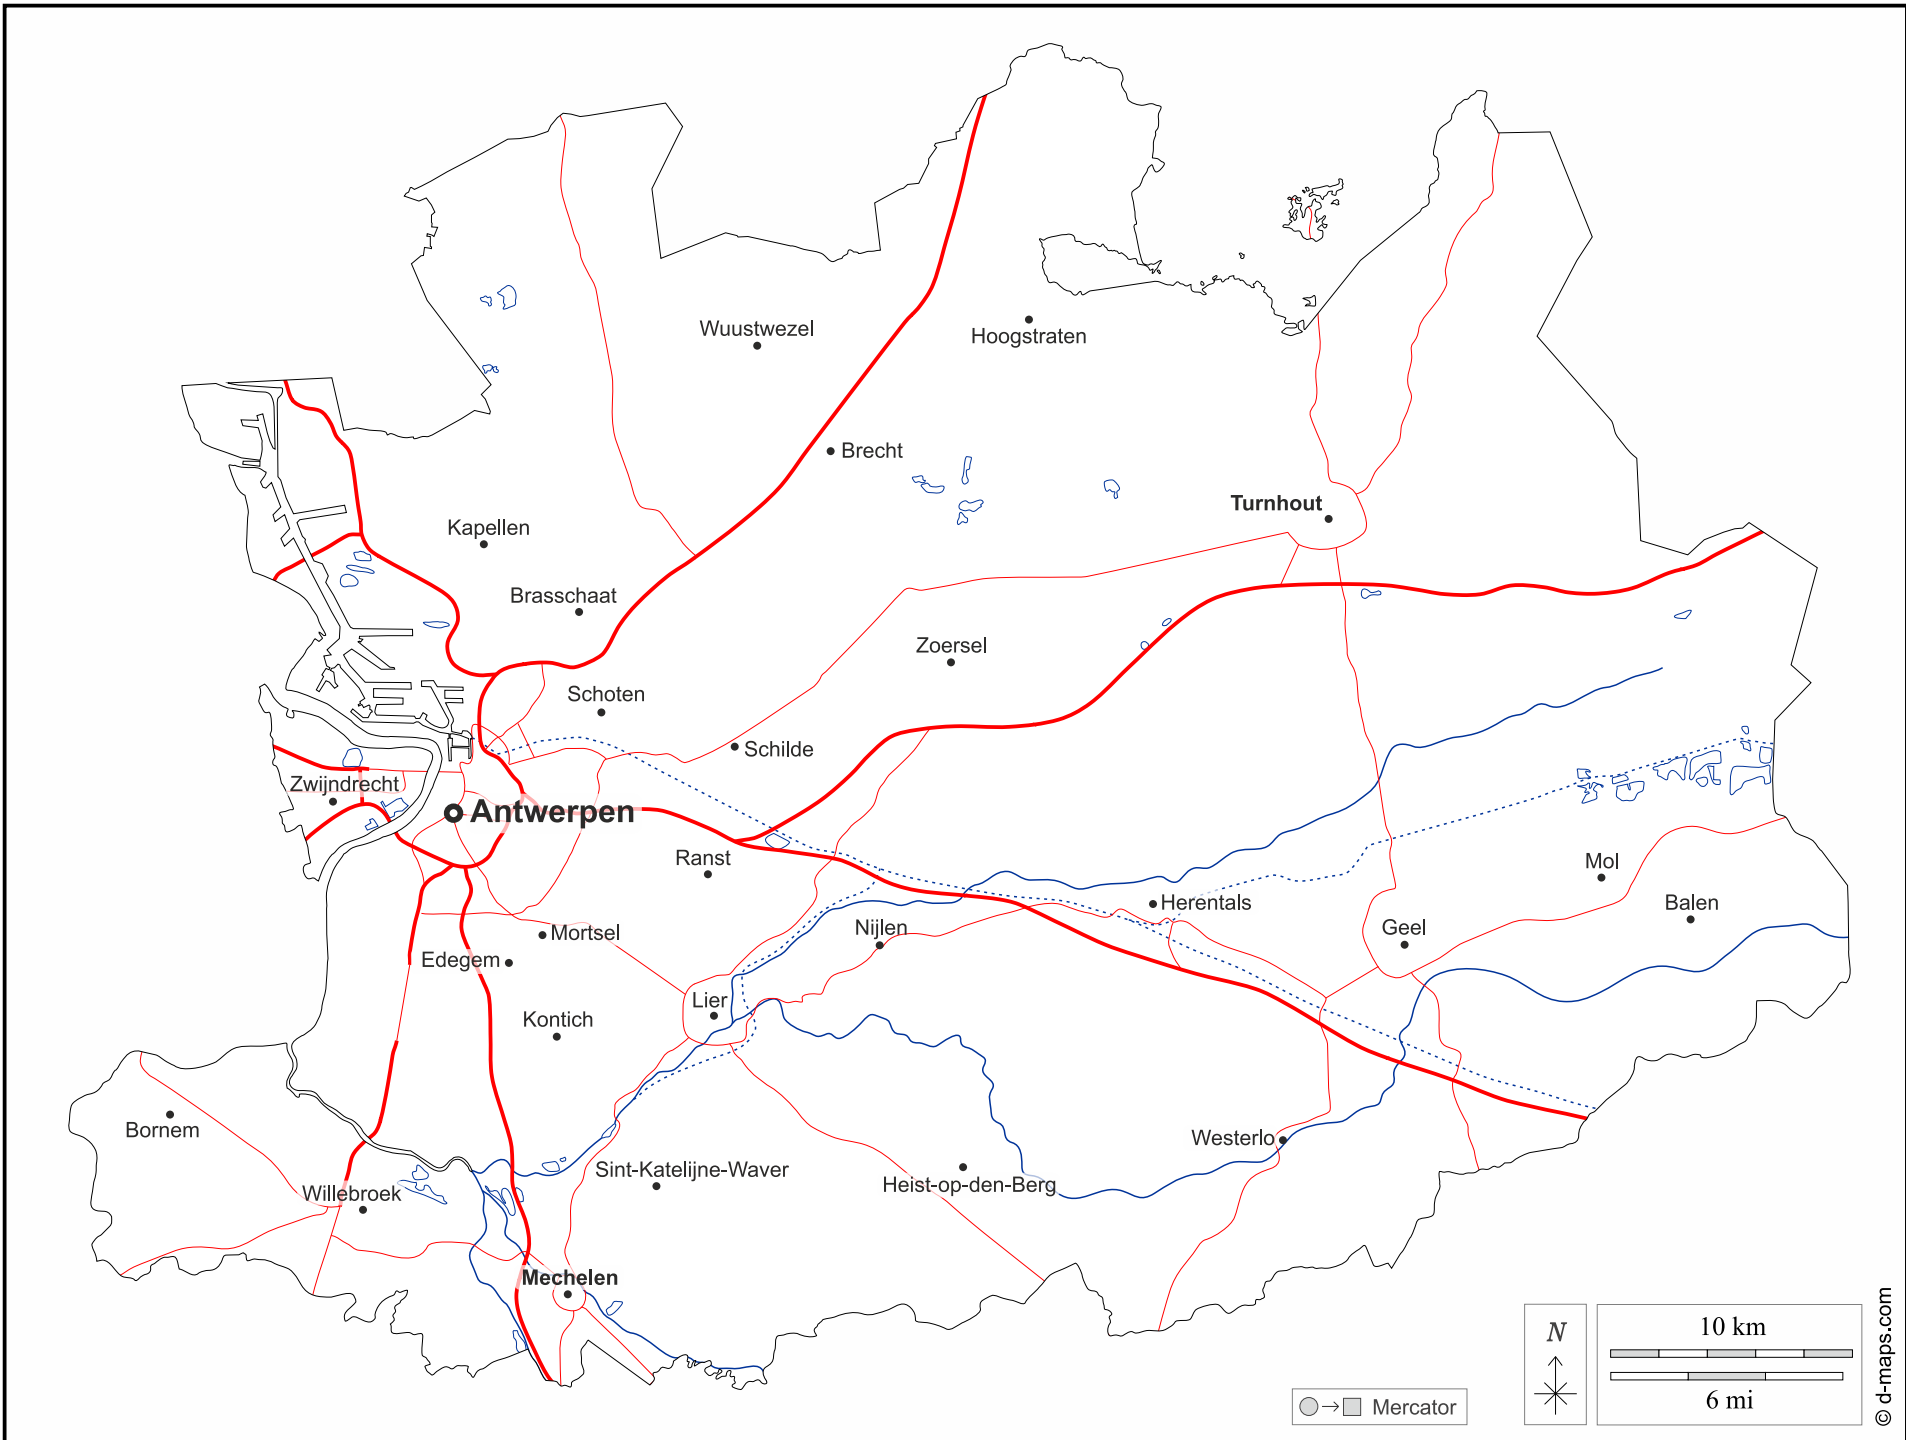 Wuustwezel
Hoogstraten
Brecht
Turnhout
Kapellen
Brasschaat
Zoersel
Schoten
Schilde
Zwijndrecht
Antwerpen
Ranst
Mol
Herentals
Balen
Nijlen
Geel
Mortsel
Edegem
Lier
Kontich
Bornem
Westerlo
Sint-Katelijne-Waver
Heist-op-den-Berg
Willebroek
Mechelen
N
10 km
6 mi
Mercator
© d-maps.com